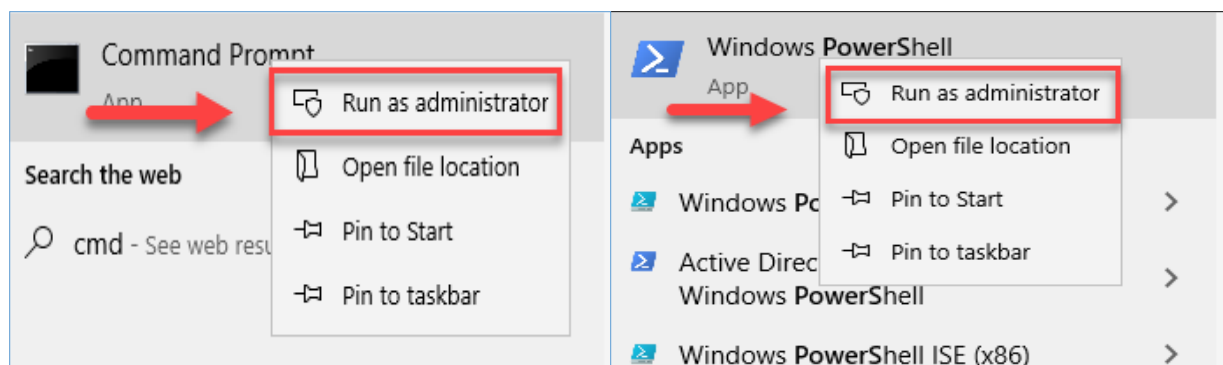 Command Prompt
App
Run as administrator
Open file location
Search the web
cmd - See web resu
Pin to Start
Pin to taskbar
Windows PowerShell
App
Run as administrator
Apps
Open file location
Windows Po
Pin to Start
Active Direc
Windows PowerShell
Pin to taskbar
Windows PowerShell ISE (x86)